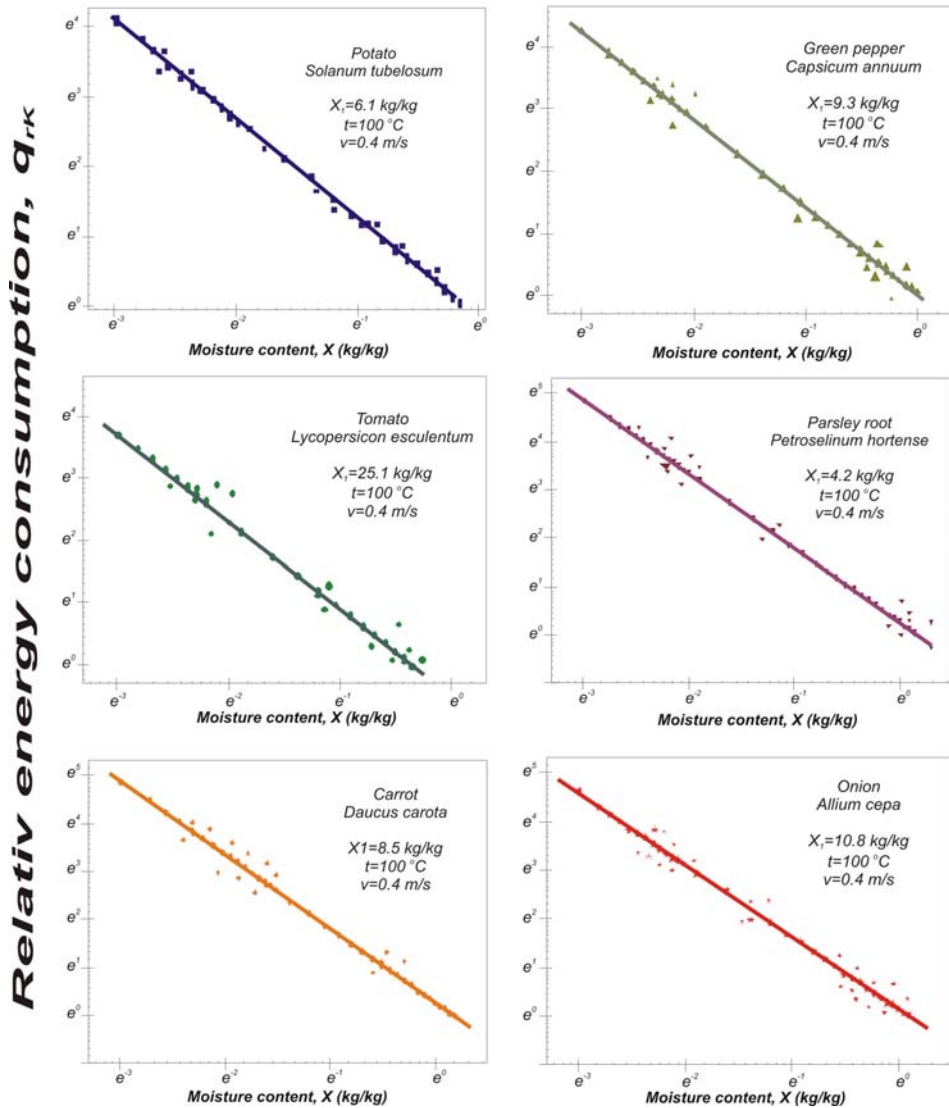 Relativ energy consumption, q rK
e4
e3
e2
e1
e0
Potato
Solanum tubelosum
X1=6.1 kg/kg
t=100 °C
v=0.4 m/s
e-3
e-2
e-1
e0
Moisture content, X (kg/kg)
e4
e3
e2
e1
e0
Green pepper
Capsicum annuum
X1=9.3 kg/kg
t=100 °C
v=0.4 m/s
e-3
e-2
e-1
e0
Moisture content, X (kg/kg)
e4
e3
e2
e1
e0
Tomato
Lycopersicon esculentum
X1=25.1 kg/kg
t=100 °C
v=0.4 m/s
e-3
e-2
e-1
e0
Moisture content, X (kg/kg)
e5
e4
e3
e2
e1
e0
Parsley root
Petroselinum hortense
X1=4.2 kg/kg
t=100 °C
v=0.4 m/s
e-3
e-2
e-1
e0
Moisture content, X (kg/kg)
e5
e4
e3
e2
e1
e0
Carrot
Daucus carota
X1=8.5 kg/kg
t=100 °C
v=0.4 m/s
e-3
e-2
e-1
e0
Moisture content, X (kg/kg)
e5
e4
e3
e2
e1
e0
Onion
Allium cepa
X1=10.8 kg/kg
t=100 °C
v=0.4 m/s
e-3
e-2
e-1
e0
Moisture content, X (kg/kg)